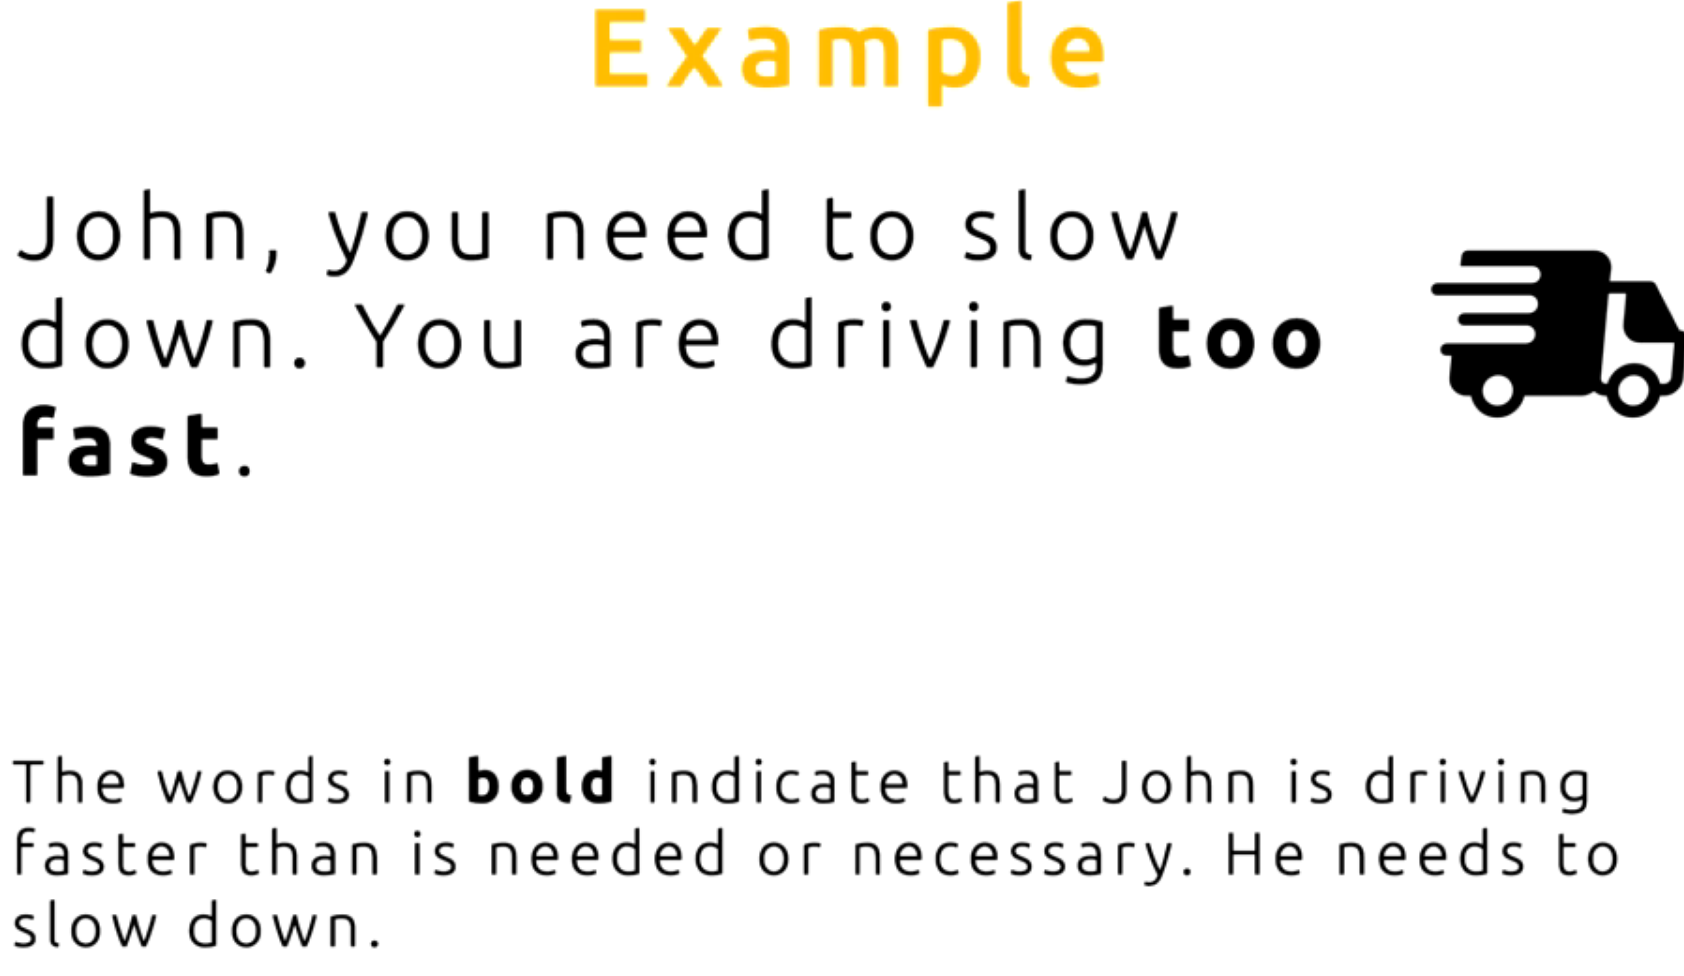 Example
John, you need to slow
down. You are driving too
fast.
The words in bold indicate that John is driving
faster than is needed or necessary. He needs to
slow down.